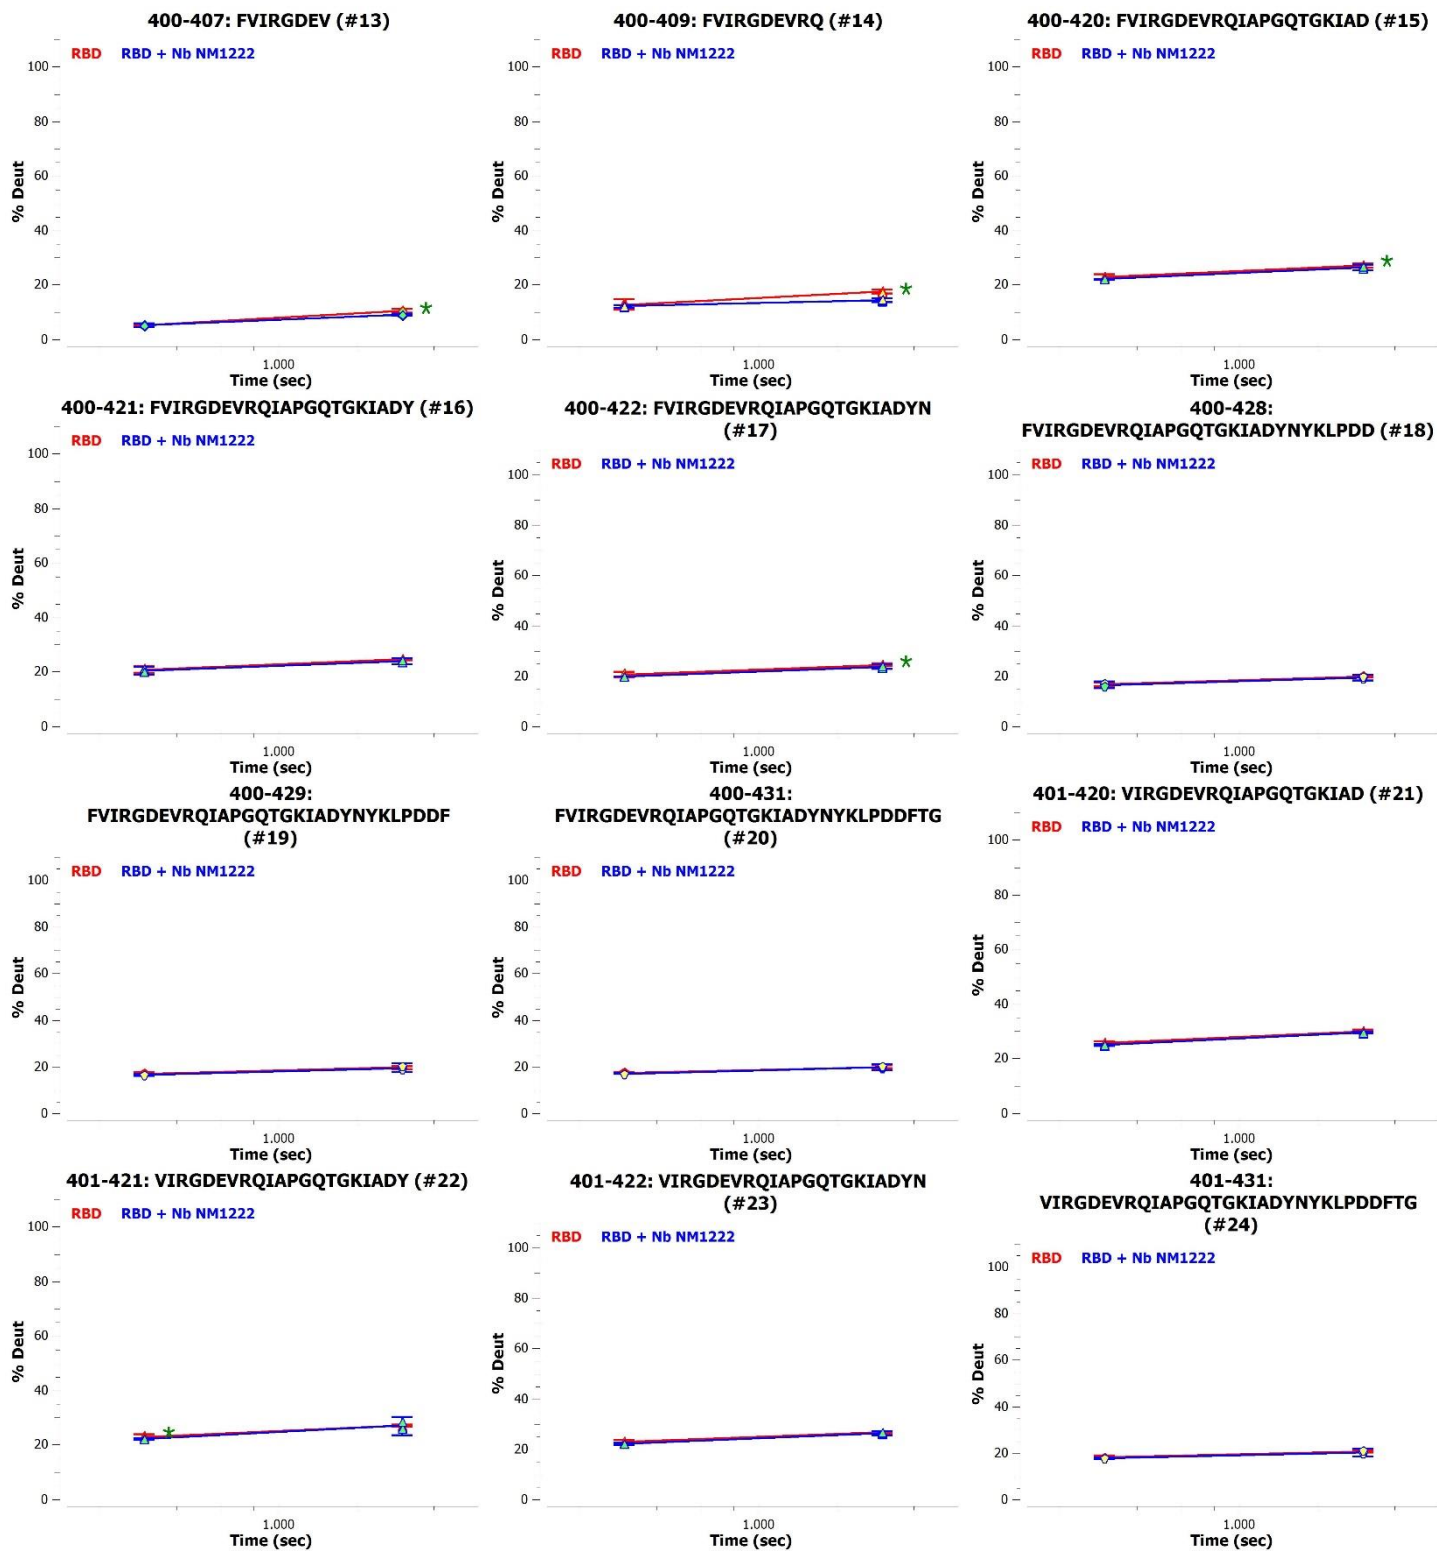 400-407: FVIRGDEV (#13)
RBD RBD + Nb NM1222
100
80
60
40
20
0
% Deut
1.000
Time (sec)
400-409: FVIRGDEVRQ (#14)
RBD RBD + Nb NM1222
100
80
60
40
20
0
% Deut
1.000
Time (sec)
400-420: FVIRGDEVRQIAPGQTGKIAD (#15)
RBD RBD + Nb NM1222
100
80
60
40
20
0
% Deut
1.000
Time (sec)
400-421: FVIRGDEVRQIAPGQTGKIADY (#16)
RBD RBD + Nb NM1222
100
80
60
40
20
0
% Deut
1.000
Time (sec)
400-422: FVIRGDEVRQIAPGQTGKIADYN
(#17)
RBD RBD + Nb NM1222
100
80
60
40
20
0
% Deut
1.000
Time (sec)
400-428:
FVIRGDEVRQIAPGQTGKIADYNYKLPDD (#18)
RBD RBD + Nb NM1222
100
80
60
40
20
0
% Deut
1.000
Time (sec)
400-429:
FVIRGDEVRQIAPGQTGKIADYNYKLPDDF
(#19)
RBD RBD + Nb NM1222
100
80
60
40
20
0
% Deut
1.000
Time (sec)
400-431:
FVIRGDEVRQIAPGQTGKIADYNYKLPDDFTG
(#20)
RBD RBD + Nb NM1222
100
80
60
40
20
0
% Deut
1.000
Time (sec)
401-420: VIRGDEVRQIAPGQTGKIAD (#21)
RBD RBD + Nb NM1222
100
80
60
40
20
0
% Deut
1.000
Time (sec)
401-421: VIRGDEVRQIAPGQTGKIADY (#22)
RBD RBD + Nb NM1222
100
80
60
40
20
0
% Deut
1.000
Time (sec)
401-422: VIRGDEVRQIAPGQTGKIADYN
(#23)
RBD RBD + Nb NM1222
100
80
60
40
20
0
% Deut
1.000
Time (sec)
401-431:
VIRGDEVRQIAPGQTGKIADYNYKLPDDFTG
(#24)
RBD RBD + Nb NM1222
100
80
60
40
20
0
% Deut
1.000
Time (sec)